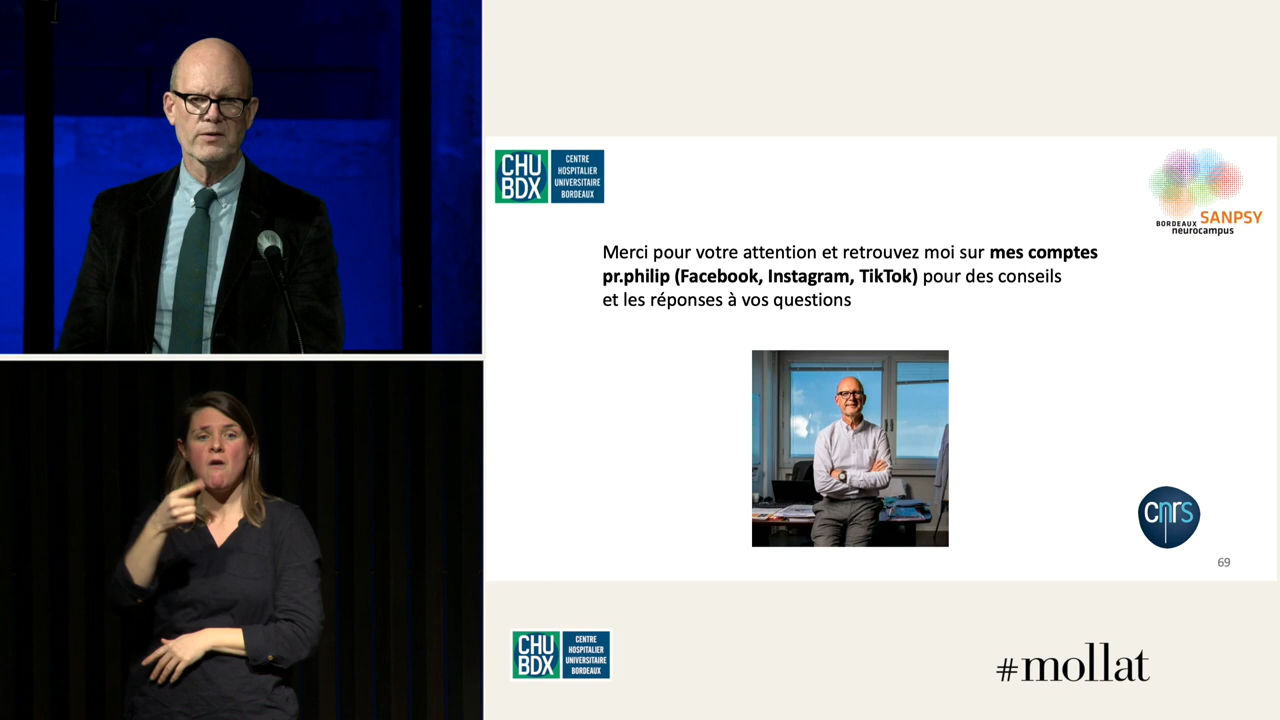 CHU
BDX
CENTRE
HOSPITALIER
UNIVERSITAIRE
BORDEAUX
BORDEAUX SANPSY
neurocampus
Merci pour votre attention et retrouvez moi sur mes comptes
pr.philip (Facebook, Instagram, TikTok) pour des conseils
et les réponses à vos questions
cnrs
69
CHU
BDX
CENTRE
HOSPITALIER
UNIVERSITAIRE
BORDEAUX
#mollat